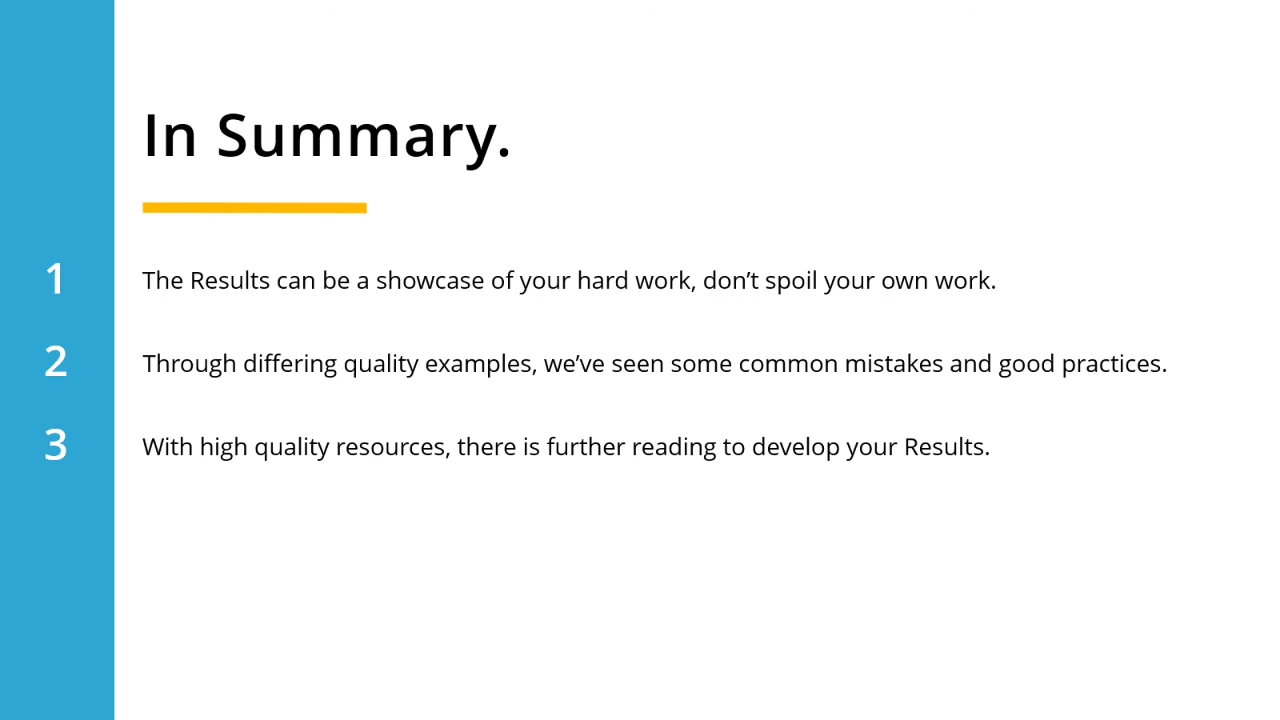 In Summary.
1 The Results can be a showcase of your hard work, don’t spoil your own work.
2 Through differing quality examples, we’ve seen some common mistakes and good practices.
3 With high quality resources, there is further reading to develop your Results.